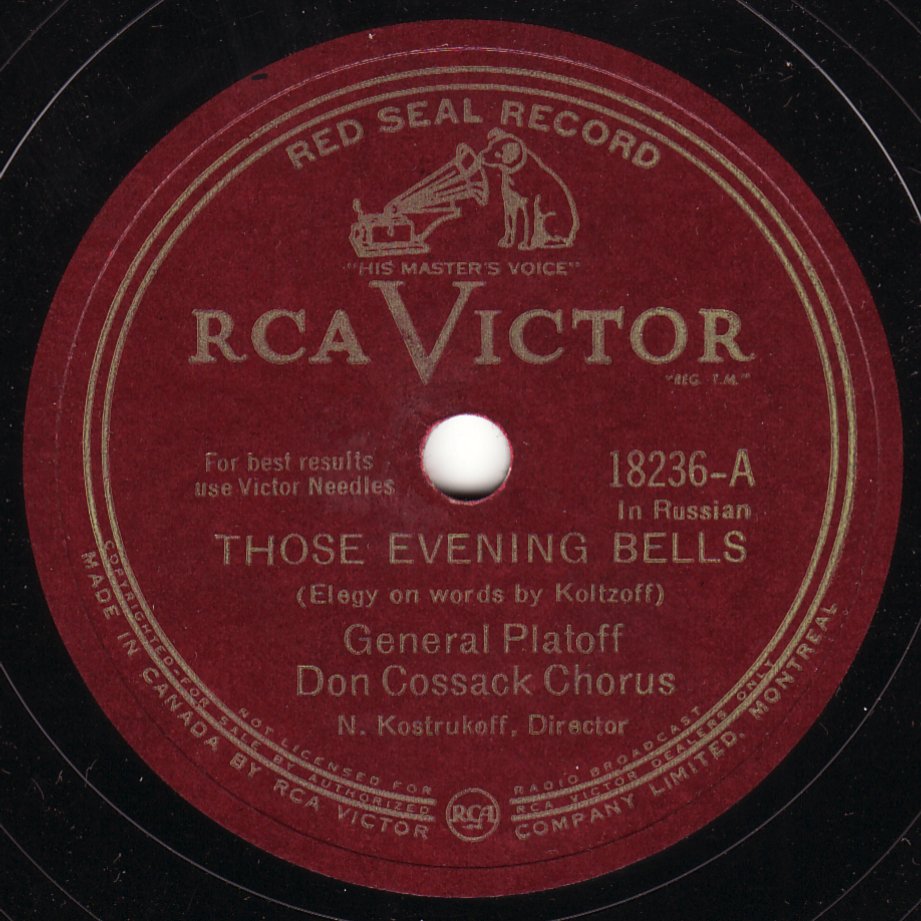 RED SEAL RECORD
"HIS MASTER'S VOICE"
RCA VICTOR
"REG. T.M."
For best results
use Victor Needles
18236-A
In Russian
THOSE EVENING BELLS
(Elegy on words by Koltzoff)
General Platoff
Don Cossack Chorus
N. Kostrukoff, Director
NOT LICENSED FOR RADIO BROADCAST
COPYRIGHTED-FOR SALE BY AUTHORIZED RCA VICTOR DEALERS ONLY
MADE IN CANADA BY RCA VICTOR COMPANY LIMITED, MONTREAL
RCA